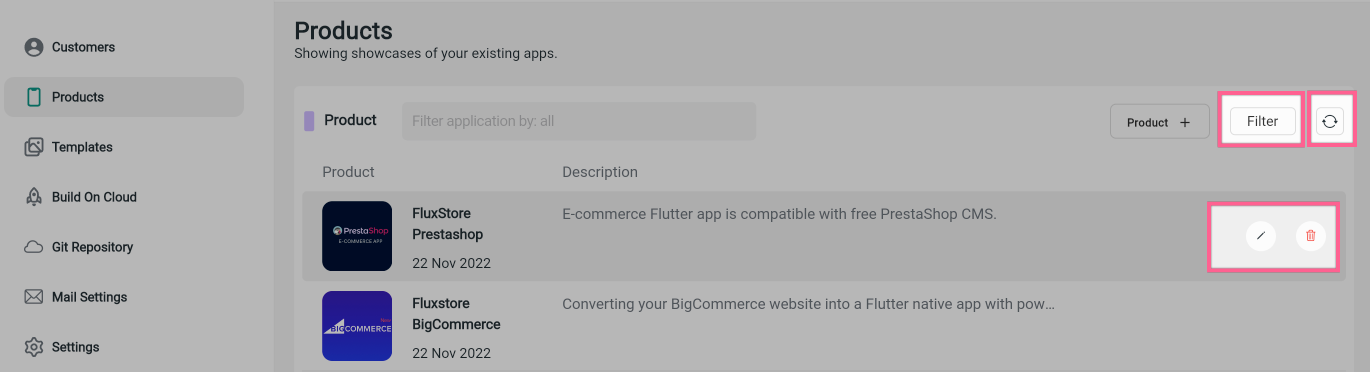 Customers
Products
Templates
Build On Cloud
Git Repository
Mail Settings
Settings
Products
Showing showcases of your existing apps.
Product
Filter application by: all
Product +
Filter
Product
Description
PrestaShop
E-COMMERCE APP
FluxStore
Prestashop
22 Nov 2022
E-commerce Flutter app is compatible with free PrestaShop CMS.
BIGCOMMERCE
Fluxstore
BigCommerce
22 Nov 2022
Converting your BigCommerce website into a Flutter native app with pow…